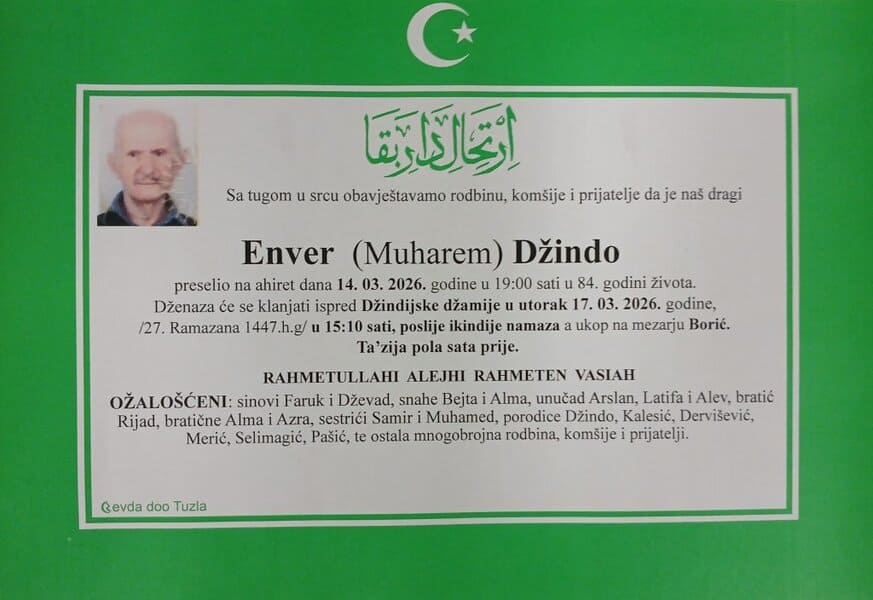 اِرْتِحَالِ دَارِ بَقَا
Sa tugom u srcu obavještavamo rodbinu, komšije i prijatelje da je naš dragi
Enver (Muharem) Džindo
preselio na ahiret dana 14. 03. 2026. godine u 19:00 sati u 84. godini života.
Dženaza će se klanjati ispred Džindijske džamije u utorak 17. 03. 2026. godine,
/27. Ramazana 1447.h.g/ u 15:10 sati, poslije ikindije namaza a ukop na mezarju Borić.
Ta’zija pola sata prije.
RAHMETULLAHI ALEJHI RAHMETEN VASIAH
OŽALOŠĆENI: sinovi Faruk i Dževad, snahe Bejta i Alma, unučad Arslan, Latifa i Alev, bratić
Rijad, bratične Alma i Azra, sestrići Samir i Muhamed, porodice Džindo, Kalesić, Dervišević,
Merić, Selimagić, Pašić, te ostala mnogobrojna rodbina, komšije i prijatelji.
Ćevda doo Tuzla